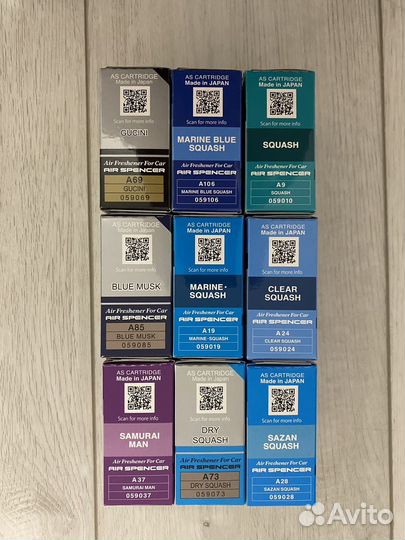 AS CARTRIDGE
Made in JAPAN
Scan for more info
GUCINI
Air Freshener For Car
AIR SPENCER
A69
GUCINI
059069
AS CARTRIDGE
Made in JAPAN
Scan for more info
MARINE BLUE
SQUASH
Air Freshener For Car
AIR SPENCER
A106
MARINE BLUE SQUASH
059106
AS CARTRIDGE
Made in JAPAN
Scan for more info
SQUASH
Air Freshener For Car
AIR SPENCER
A9
SQUASH
059010
AS CARTRIDGE
Made in JAPAN
Scan for more info
BLUE MUSK
Air Freshener For Car
AIR SPENCER
A85
BLUE MUSK
059085
AS CARTRIDGE
Made in JAPAN
Scan for more info
MARINE・
SQUASH
Air Freshener For Car
AIR SPENCER
A19
MARINE・SQUASH
059019
AS CARTRIDGE
Made in JAPAN
Scan for more info
CLEAR
SQUASH
Air Freshener For Car
AIR SPENCER
A24
CLEAR SQUASH
059024
AS CARTRIDGE
Made in JAPAN
Scan for more info
SAMURAI
MAN
Air Freshener For Car
AIR SPENCER
A37
SAMURAI MAN
059037
AS CARTRIDGE
Made in JAPAN
Scan for more info
DRY
SQUASH
Air Freshener For Car
AIR SPENCER
A73
DRY SQUASH
059073
AS CARTRIDGE
Made in JAPAN
Scan for more info
SAZAN
SQUASH
Air Freshener For Car
AIR SPENCER
A28
SAZAN SQUASH
059028
Avito